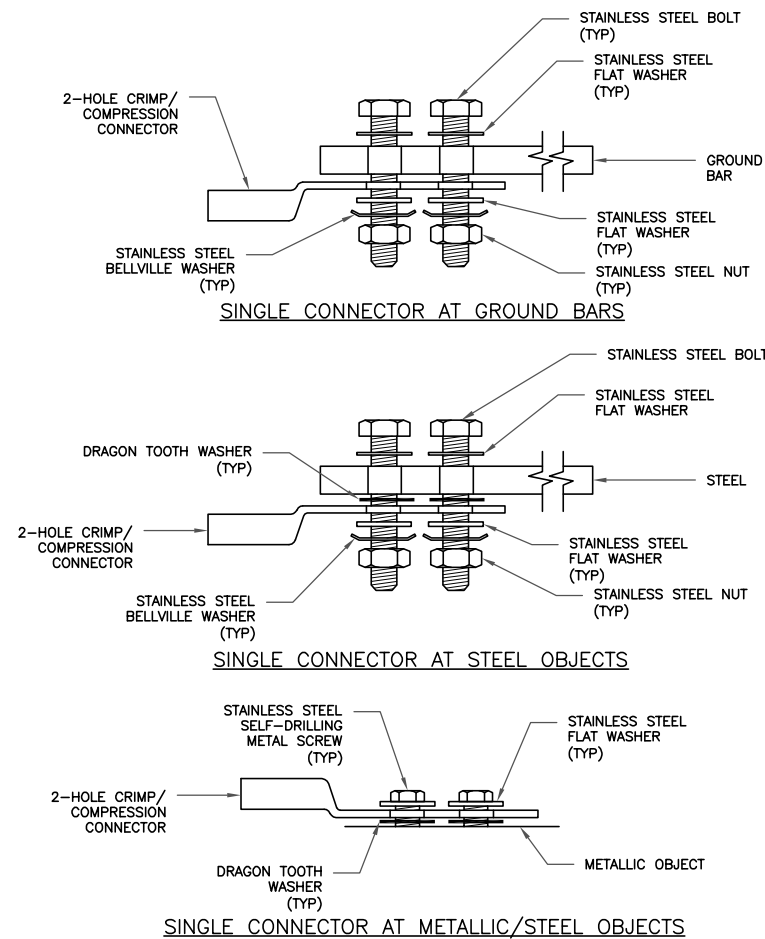 STAINLESS STEEL BOLT
(TYP)
STAINLESS STEEL
FLAT WASHER
(TYP)
2-HOLE CRIMP/
COMPRESSION
CONNECTOR
GROUND
BAR
STAINLESS STEEL
FLAT WASHER
(TYP)
STAINLESS STEEL
BELLVILLE WASHER
(TYP)
STAINLESS STEEL NUT
(TYP)
SINGLE CONNECTOR AT GROUND BARS
STAINLESS STEEL BOLT
STAINLESS STEEL
FLAT WASHER
DRAGON TOOTH WASHER
(TYP)
STEEL
2-HOLE CRIMP/
COMPRESSION
CONNECTOR
STAINLESS STEEL
FLAT WASHER
(TYP)
STAINLESS STEEL
BELLVILLE WASHER
(TYP)
STAINLESS STEEL NUT
(TYP)
SINGLE CONNECTOR AT STEEL OBJECTS
STAINLESS STEEL
SELF-DRILLING
METAL SCREW
(TYP)
STAINLESS STEEL
FLAT WASHER
(TYP)
2-HOLE CRIMP/
COMPRESSION
CONNECTOR
DRAGON TOOTH
WASHER
(TYP)
METALLIC OBJECT
SINGLE CONNECTOR AT METALLIC/STEEL OBJECTS